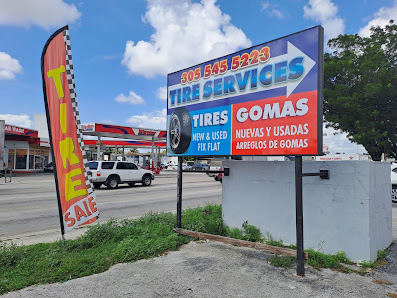 305 545 5223
TIRE SERVICES
TIRES
NEW & USED
FIX FLAT
GOMAS
NUEVAS Y USADAS
ARREGLOS DE GOMAS
TIRE
SALE